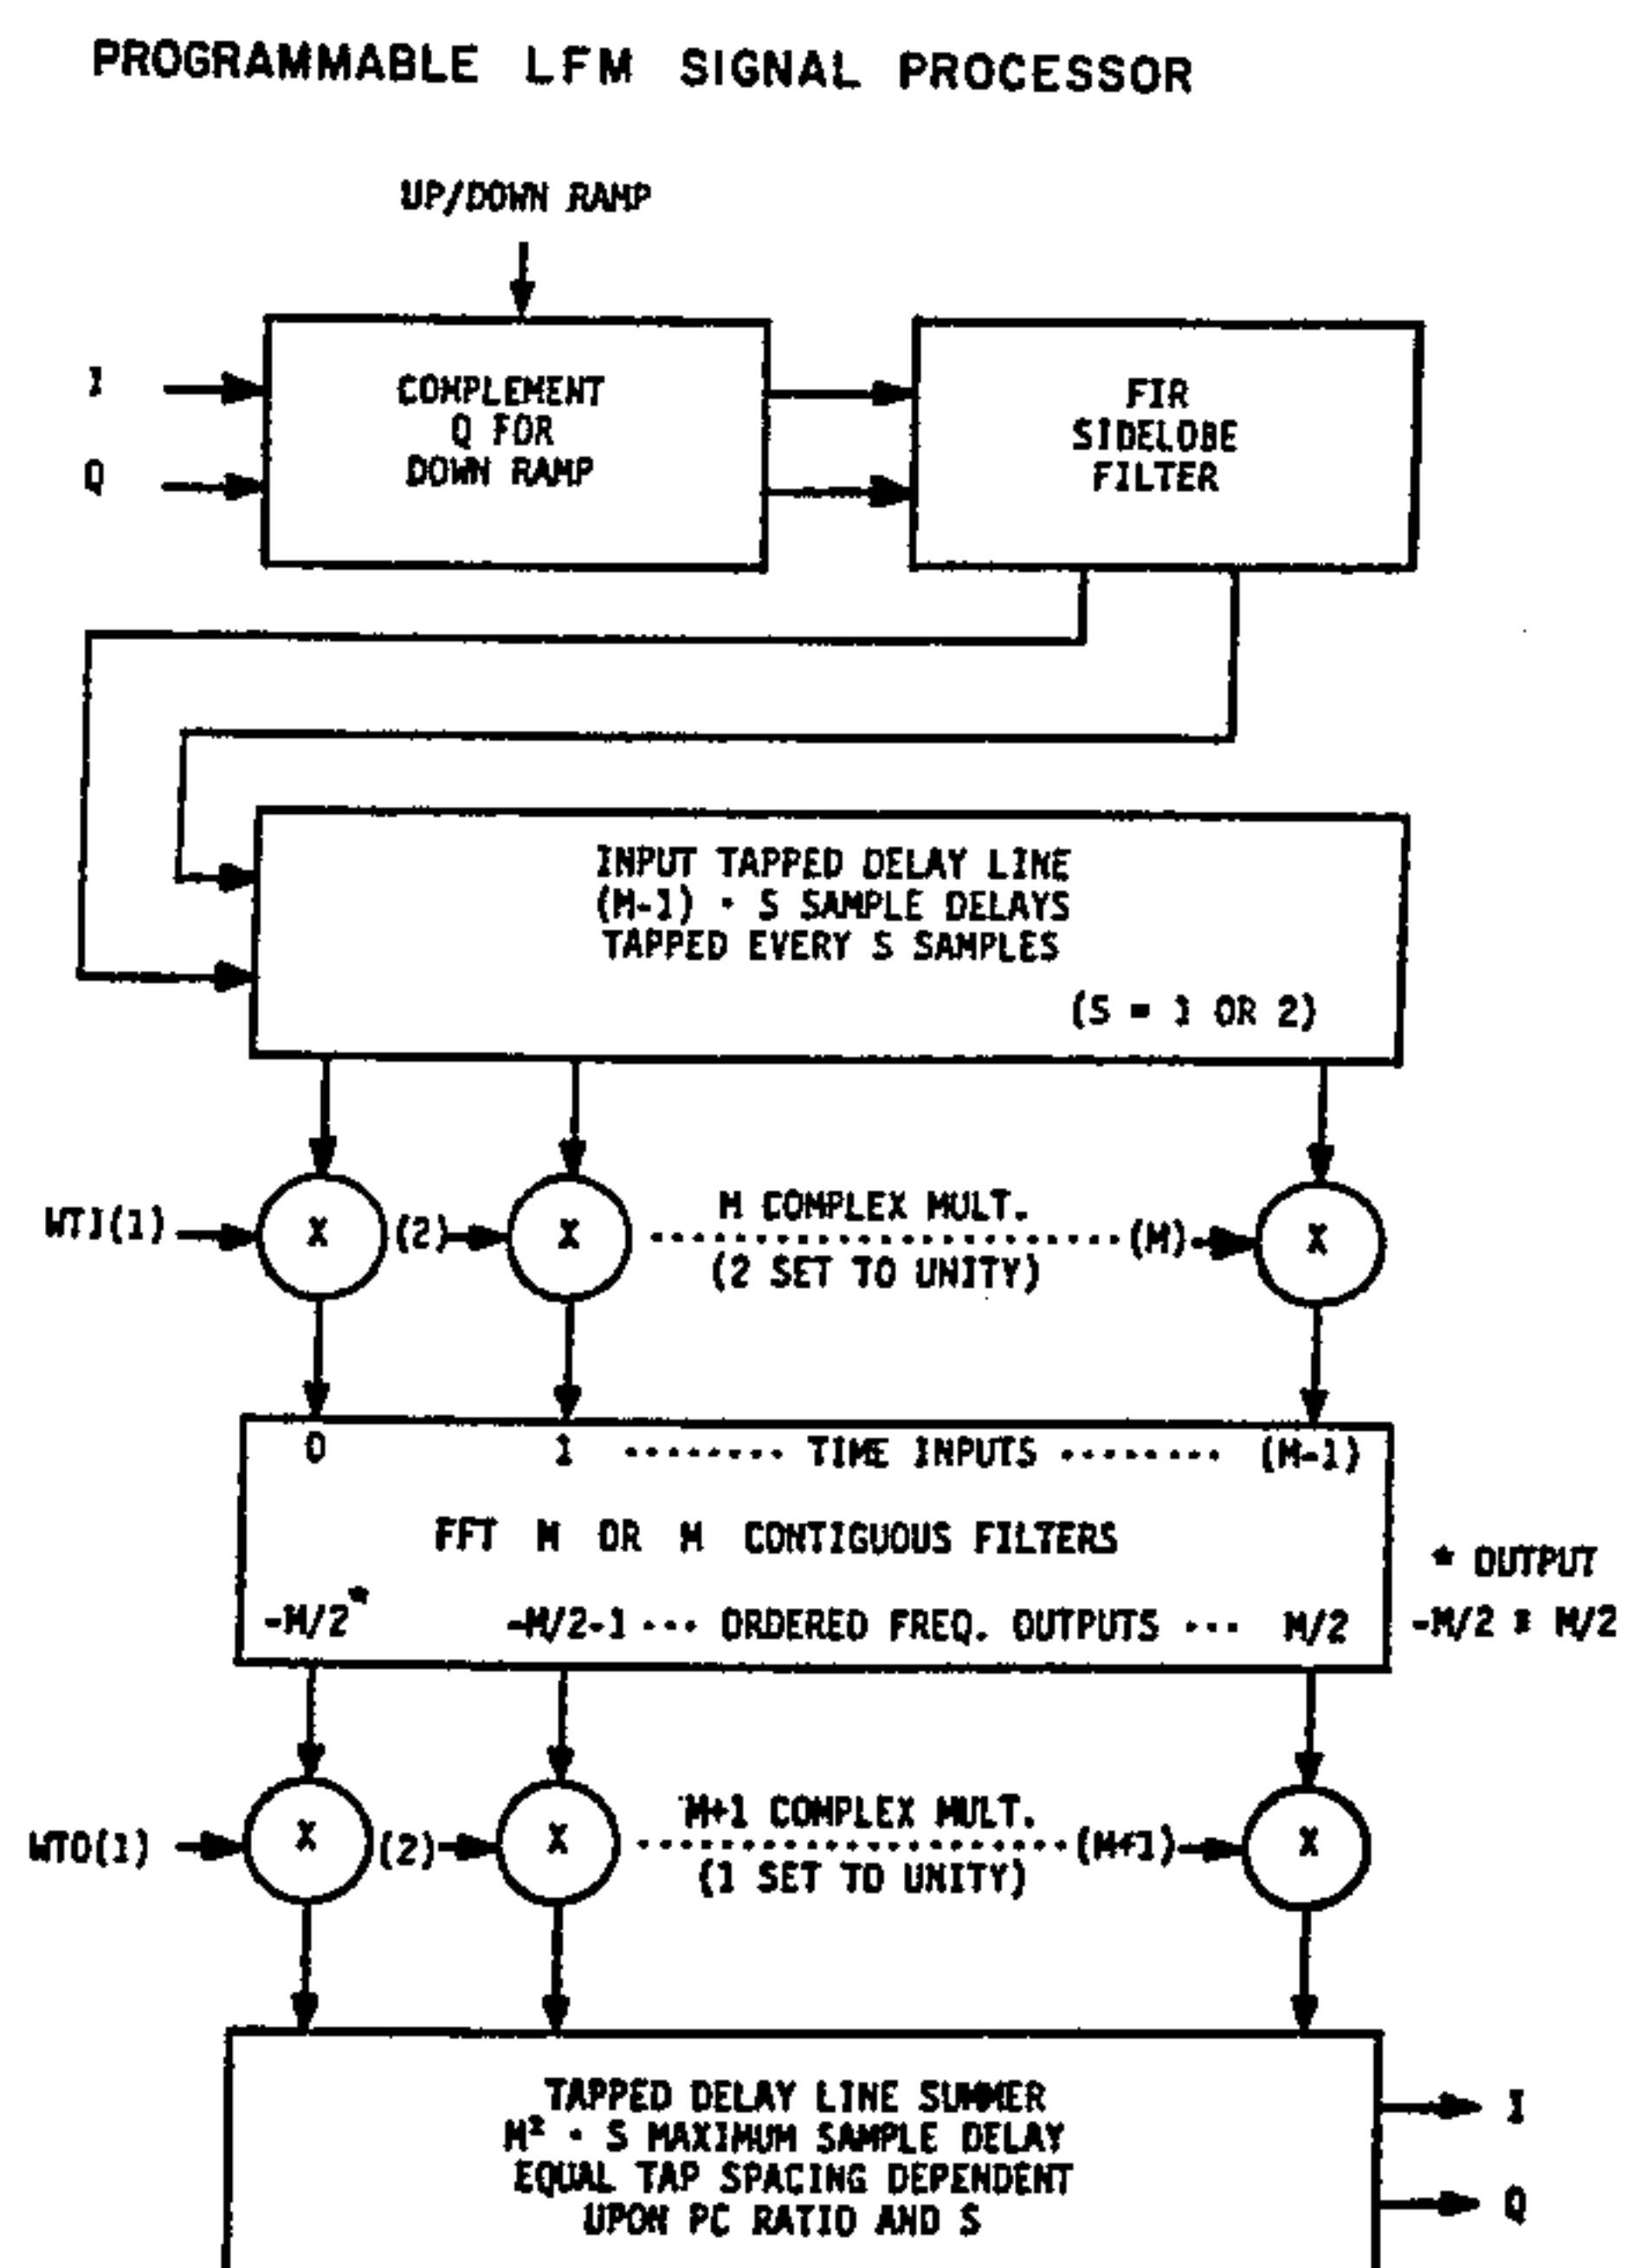 PROGRAMMABLE LFM SIGNAL PROCESSOR
UP/DOWN RAMP
I
Q
COMPLEMENT
Q FOR
DOWN RAMP
FIR
SIDELOBE
FILTER
INPUT TAPPED DELAY LINE
(M-1) · S SAMPLE DELAYS
TAPPED EVERY S SAMPLES
(S = 1 OR 2)
WTI(1)
X
(2)
X
M COMPLEX MULT.
(2 SET TO UNITY)
(M)
X
0 1 ········ TIME INPUTS ········ (M-1)
FFT M OR M CONTIGUOUS FILTERS
-M/2* -M/2-1 ··· ORDERED FREQ. OUTPUTS ··· M/2
* OUTPUT
-M/2 = M/2
WTO(1)
X
(2)
X
M+1 COMPLEX MULT.
(1 SET TO UNITY)
(M+1)
X
TAPPED DELAY LINE SUMMER
M² · S MAXIMUM SAMPLE DELAY
EQUAL TAP SPACING DEPENDENT
UPON PC RATIO AND S
I
Q